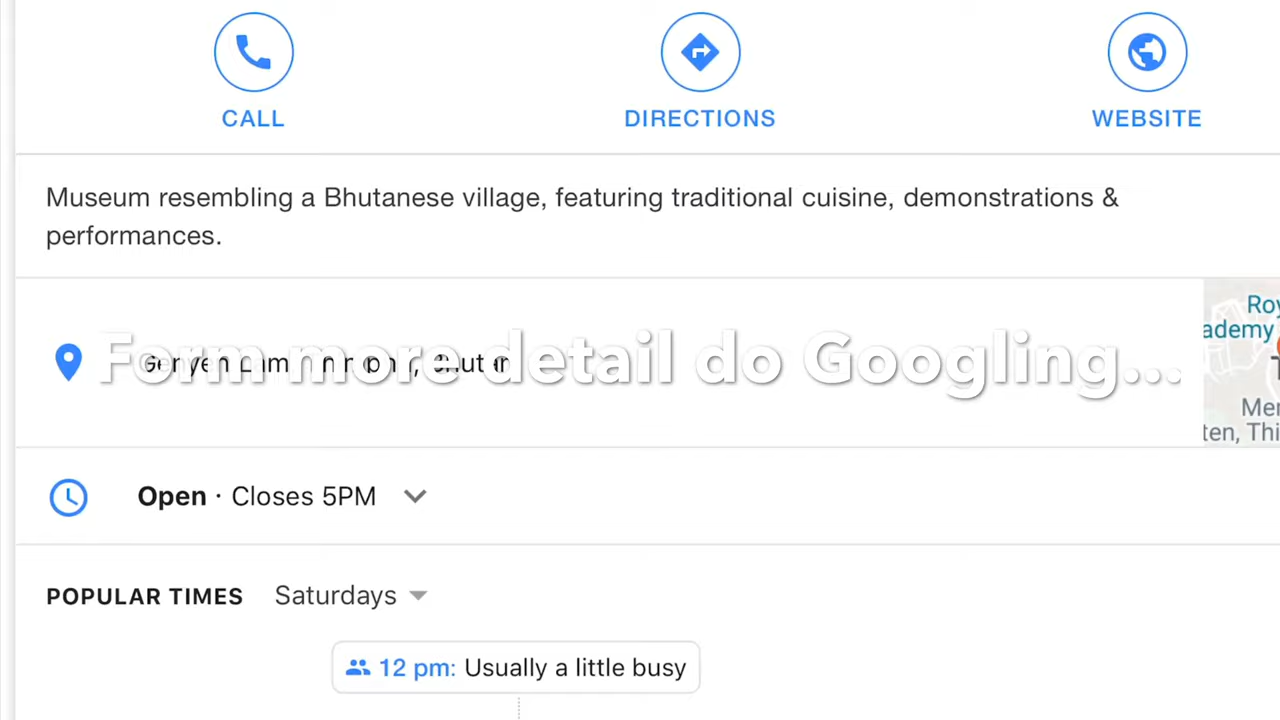 CALL
DIRECTIONS
WEBSITE
Museum resembling a Bhutanese village, featuring traditional cuisine, demonstrations &
performances.
Form more detail do Googling...
Open · Closes 5PM
POPULAR TIMES Saturdays
12 pm: Usually a little busy